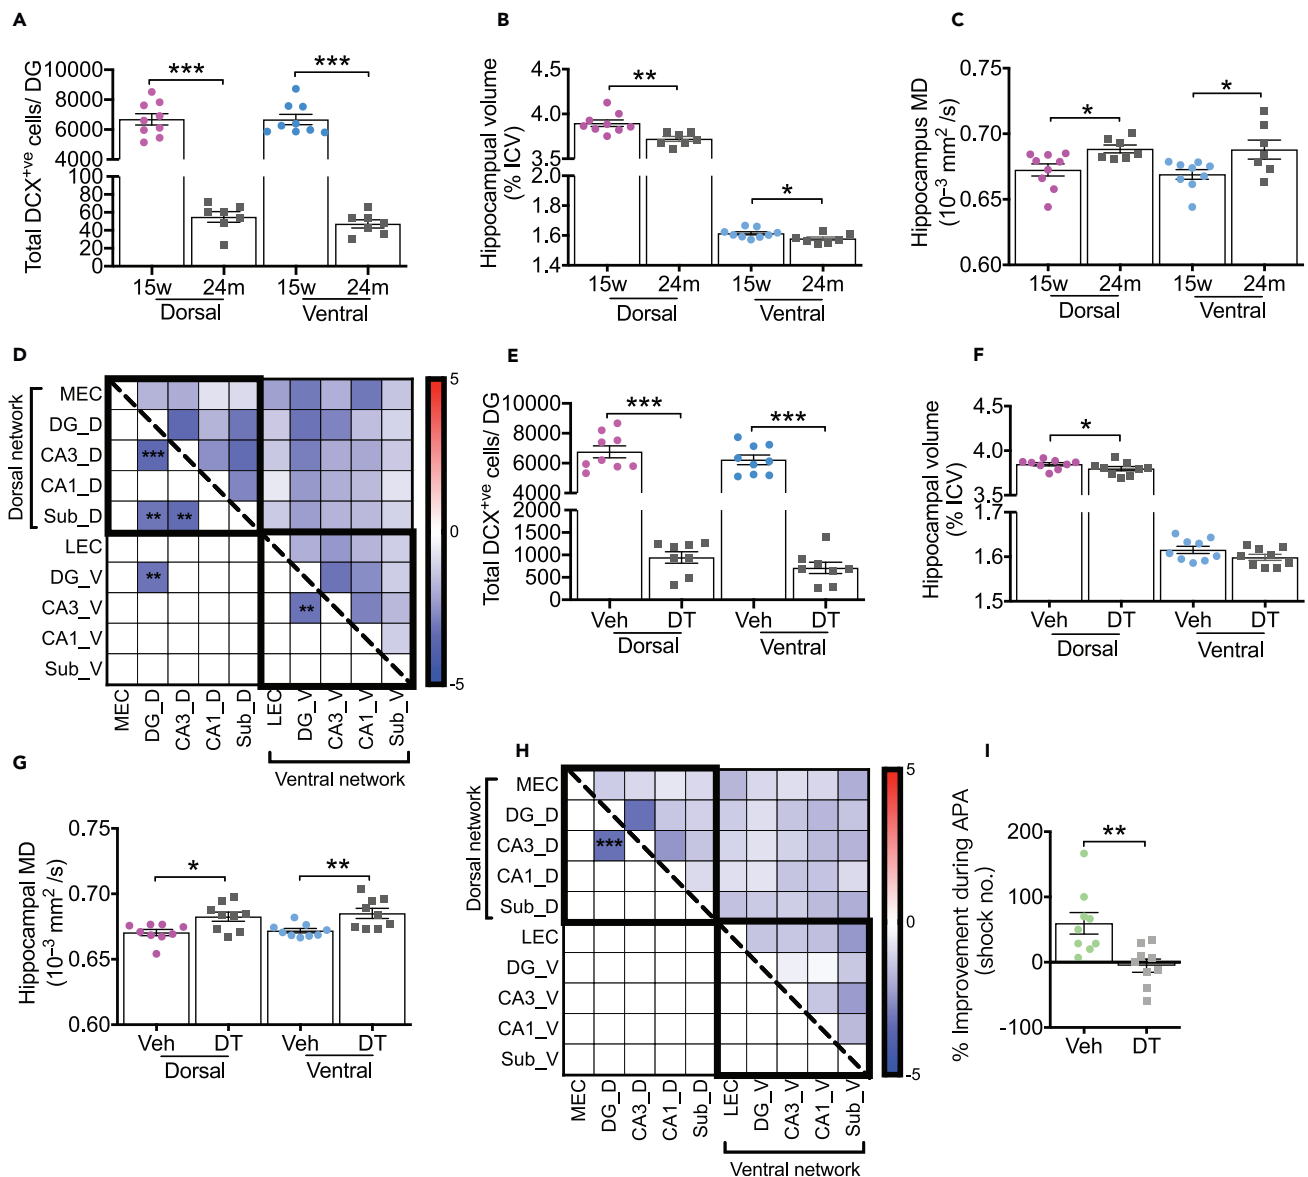 A
Total DCX+ve cells/ DG
10000
8000
6000
4000
100
80
60
40
20
0
***
***
15w
24m
15w
24m
Dorsal
Ventral
B
Hippocampual volume
(% ICV)
4.5
4.0
3.5
2.0
1.8
1.6
1.4
**
*
15w
24m
15w
24m
Dorsal
Ventral
C
Hippocampus MD
(10−3 mm2 /s)
0.75
0.70
0.65
0.60
*
*
15w
24m
15w
24m
Dorsal
Ventral
D
Dorsal network
MEC
DG_D
CA3_D
CA1_D
Sub_D
LEC
DG_V
CA3_V
CA1_V
Sub_V
***
**
**
**
**
MEC
DG_D
CA3_D
CA1_D
Sub_D
LEC
DG_V
CA3_V
CA1_V
Sub_V
Ventral network
5
0
-5
E
Total DCX+ve cells/ DG
10000
8000
6000
4000
2000
1500
1000
500
0
***
***
Veh
DT
Veh
DT
Dorsal
Ventral
F
Hippocampal volume
(% ICV)
4.5
4.0
3.5
1.7
1.6
1.5
*
Veh
DT
Veh
DT
Dorsal
Ventral
G
Hippocampal MD
(10−3 mm2 /s)
0.75
0.70
0.65
0.60
*
**
Veh
DT
Veh
DT
Dorsal
Ventral
H
Dorsal network
MEC
DG_D
CA3_D
CA1_D
Sub_D
LEC
DG_V
CA3_V
CA1_V
Sub_V
***
MEC
DG_D
CA3_D
CA1_D
Sub_D
LEC
DG_V
CA3_V
CA1_V
Sub_V
Ventral network
5
0
-5
I
% Improvement during APA
(shock no.)
200
100
0
-100
**
Veh
DT